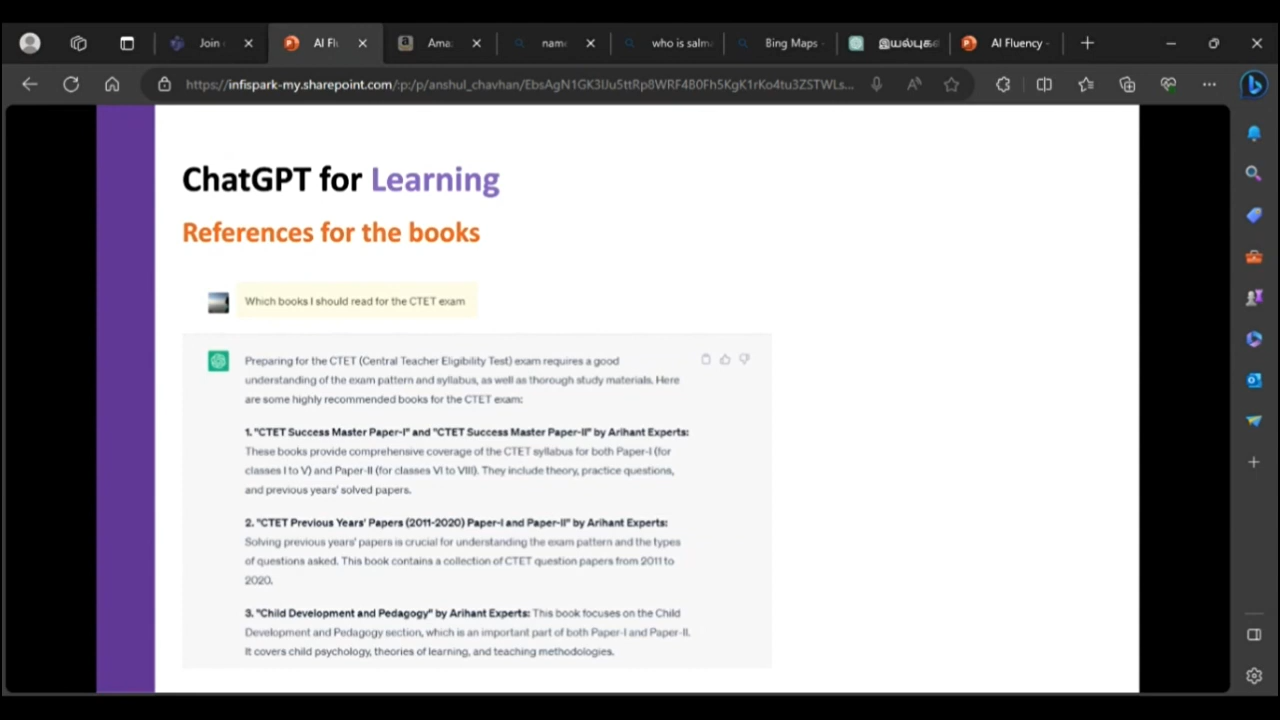 Join
AI Fl
Ama
name
who is salm
Bing Maps
இயல்புக
AI Fluency
https://infispark-my.sharepoint.com/:p:/p/anshul_chavhan/
ChatGPT for Learning
References for the books
Which books I should read for the CTET exam
Preparing for the CTET (Central Teacher Eligibility Test) exam requires a good
understanding of the exam pattern and syllabus, as well as thorough study materials. Here
are some highly recommended books for the CTET exam:
1. "CTET Success Master Paper-I" and "CTET Success Master Paper-II" by Arihant Experts:
These books provide comprehensive coverage of the CTET syllabus for both Paper-I (for
classes I to V) and Paper-II (for classes VI to VIII). They include theory, practice questions,
and previous years' solved papers.
2. "CTET Previous Years' Papers (2011-2020) Paper-I and Paper-II" by Arihant Experts:
Solving previous years' papers is crucial for understanding the exam pattern and the types
of questions asked. This book contains a collection of CTET question papers from 2011 to
2020.
3. "Child Development and Pedagogy" by Arihant Experts: This book focuses on the Child
Development and Pedagogy section, which is an important part of both Paper-I and Paper-II.
It covers child psychology, theories of learning, and teaching methodologies.